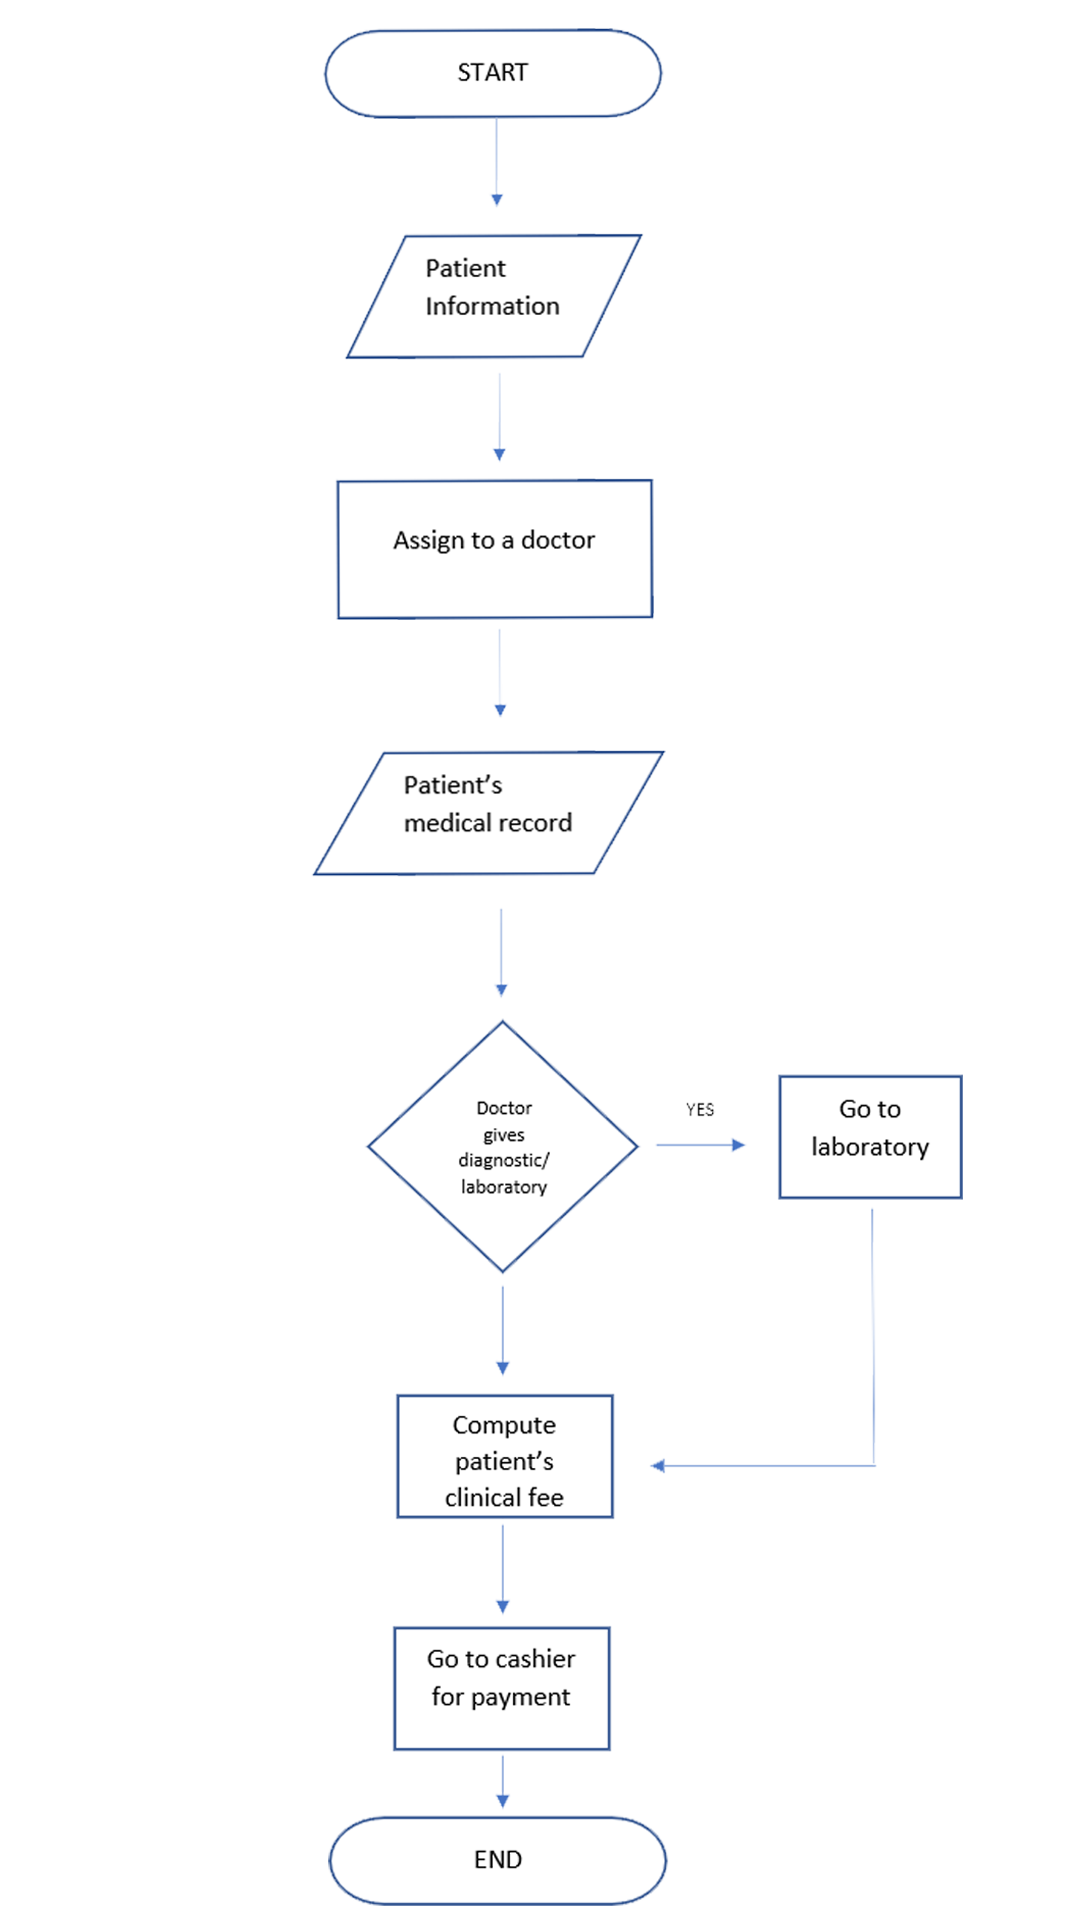 START
Patient
Information
Assign to a doctor
Patient’s
medical record
Doctor
gives
diagnostic/
laboratory
YES
Go to
laboratory
Compute
patient’s
clinical fee
Go to cashier
for payment
END